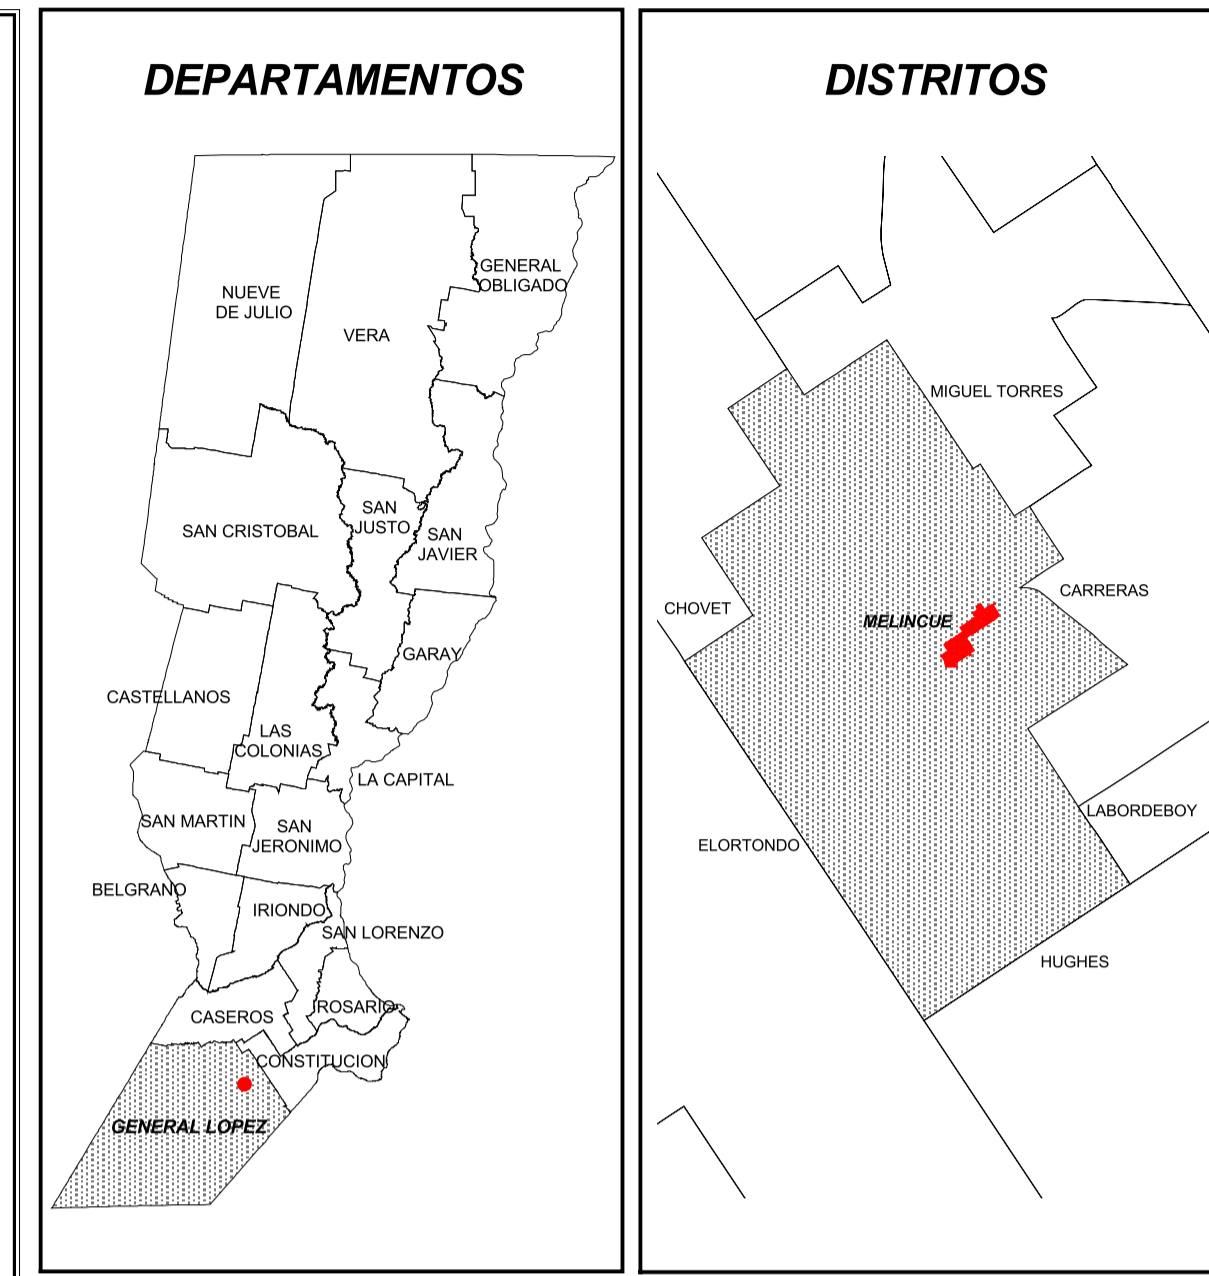 DEPARTAMENTOS
NUEVE
DE JULIO
VERA
GENERAL
OBLIGADO
SAN CRISTOBAL
SAN
JUSTO
SAN
JAVIER
CASTELLANOS
LAS
COLONIAS
GARAY
LA CAPITAL
SAN MARTIN
SAN
JERONIMO
BELGRANO
IRIONDO
SAN LORENZO
CASEROS
ROSARIO
CONSTITUCION
GENERAL LOPEZ
DISTRITOS
MIGUEL TORRES
CHOVET
MELINCUE
CARRERAS
ELORTONDO
LABORDEBOY
HUGHES